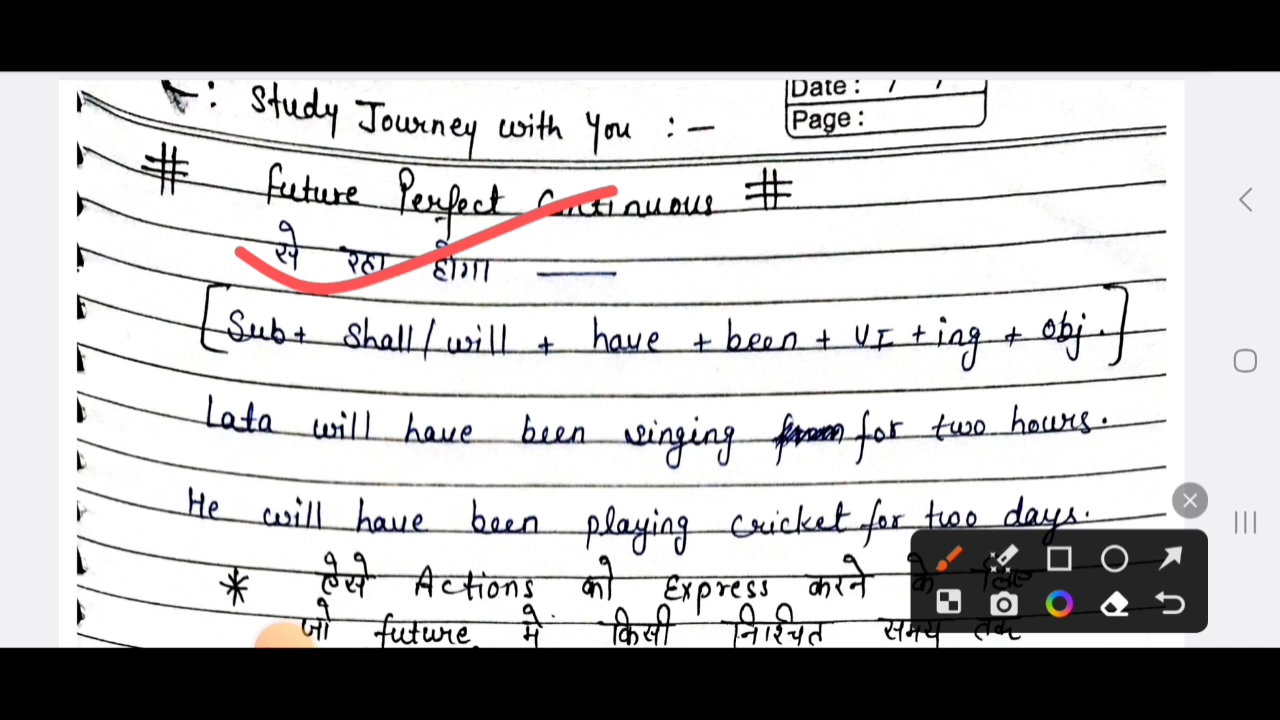 Date: / /
: Study Journey with You :-
Page:
# Future Perfect Continuous #
से रहा होगा —
[Sub+ Shall/will + have + been + VI + ing + obj.]
Lata will have been singing for two hours.
He will have been playing cricket for two days.
* ऐसे Actions को Express करने के लिए
जो future में किसी निश्चित समय तक